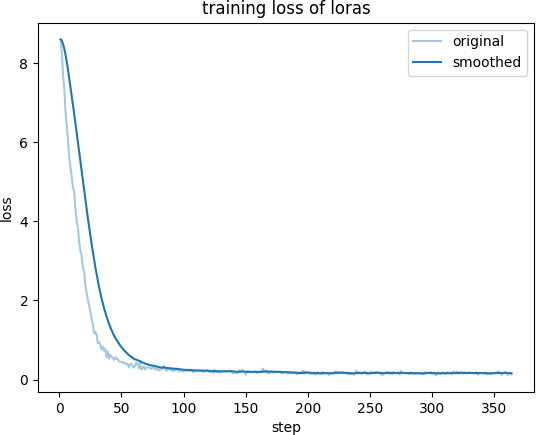 training loss of loras
original
smoothed
loss
8
6
4
2
0
0 50 100 150 200 250 300 350
step